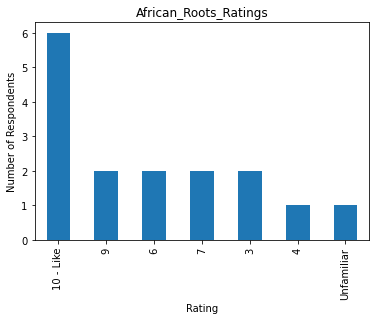 African_Roots_Ratings
Number of Respondents
6
5
4
3
2
1
0
10 - Like
9
6
7
3
4
Unfamiliar
Rating